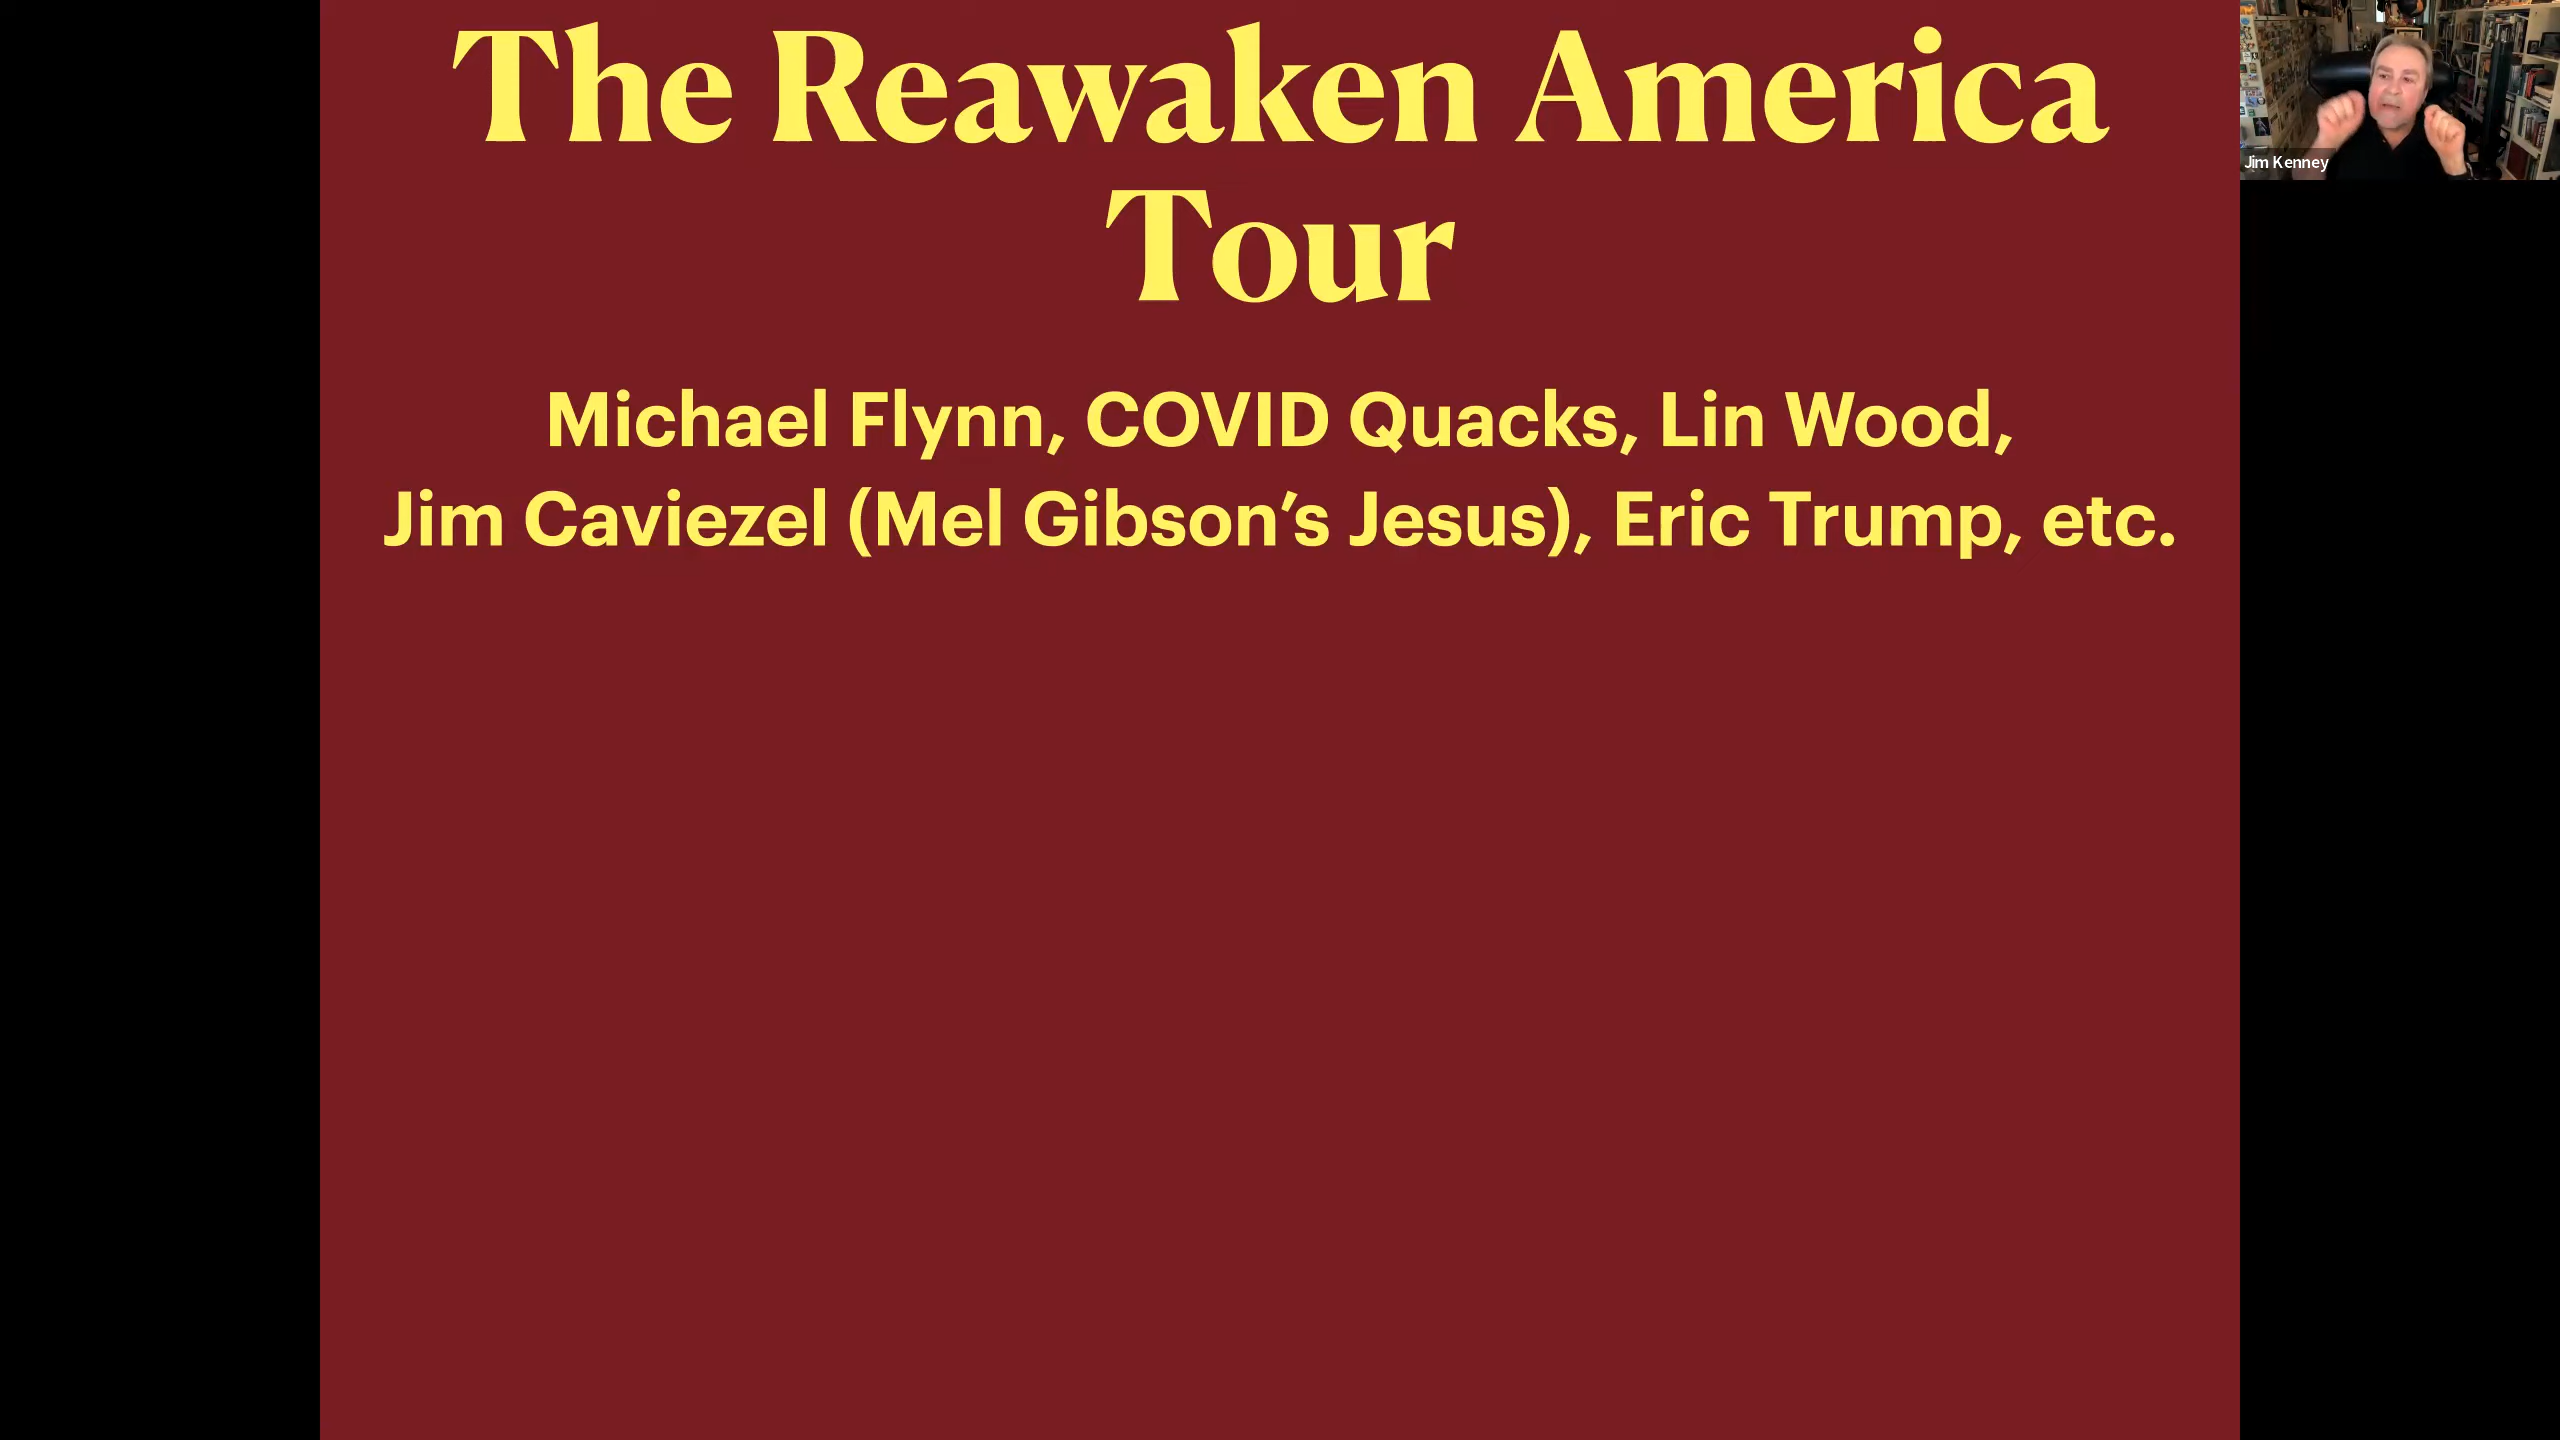 The Reawaken America
Tour
Michael Flynn, COVID Quacks, Lin Wood,
Jim Caviezel (Mel Gibson’s Jesus), Eric Trump, etc.
Jim Kenney